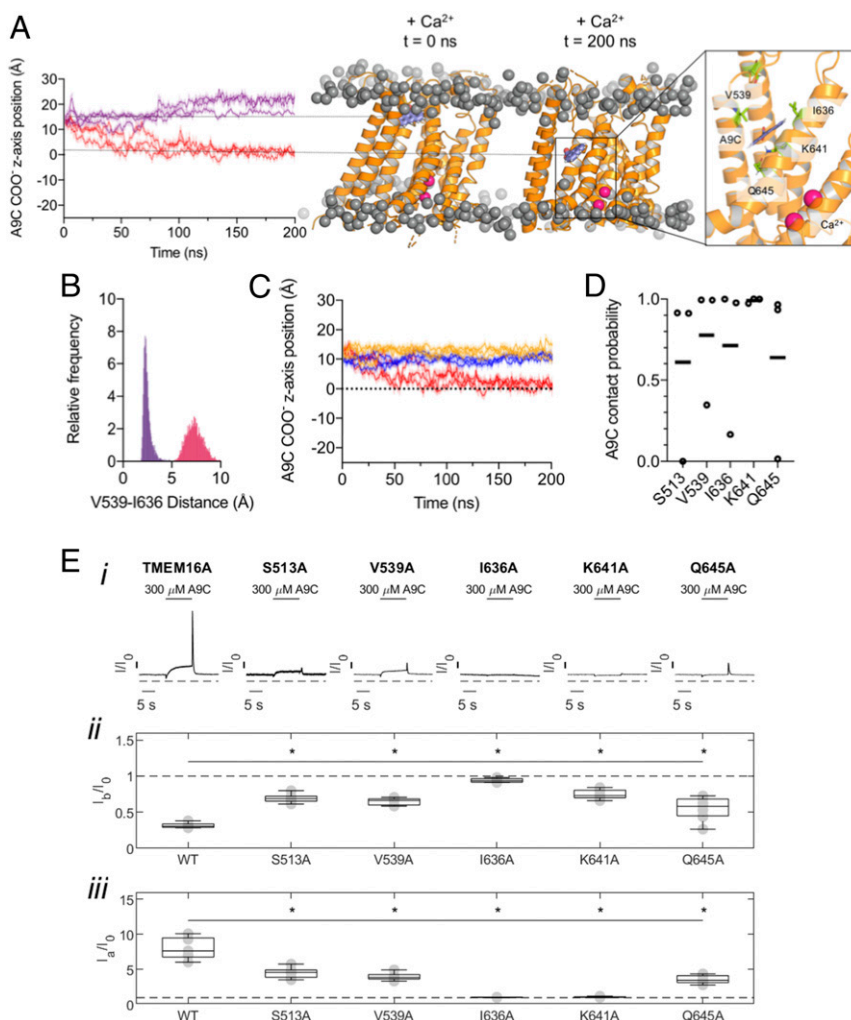 A
+ Ca²⁺
t = 0 ns
+ Ca²⁺
t = 200 ns
A9C COO⁻ z-axis position (Å)
30
20
10
0
-10
-20
0 50 100 150 200
Time (ns)
V539
I636
A9C
K641
Q645
Ca²⁺
B
Relative frequency
10
8
6
4
2
0
0 5 10
V539-I636 Distance (Å)
C
A9C COO⁻ z-axis position (Å)
30
20
10
0
-10
-20
0 50 100 150 200
Time (ns)
D
A9C contact probability
1.0
0.5
0.0
S513
V539
I636
K641
Q645
E
i
TMEM16A S513A V539A I636A K641A Q645A
300 µM A9C 300 µM A9C 300 µM A9C 300 µM A9C 300 µM A9C 300 µM A9C
I/I₀ I/I₀ I/I₀ I/I₀ I/I₀ I/I₀
5 s 5 s 5 s 5 s 5 s 5 s
ii
I_b/I₀
1.5
1
0.5
0
* * * * *
WT S513A V539A I636A K641A Q645A
iii
I_a/I₀
15
10
5
0
* * * * *
WT S513A V539A I636A K641A Q645A